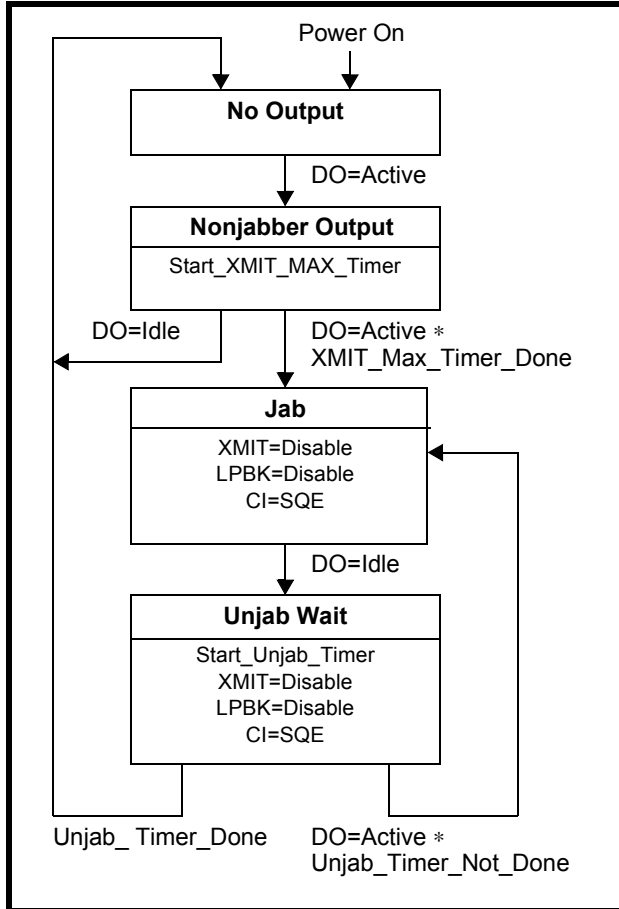 Power On
No Output
DO=Active
Nonjabber Output
Start_XMIT_MAX_Timer
DO=Idle
DO=Active *
XMIT_Max_Timer_Done
Jab
XMIT=Disable
LPBK=Disable
CI=SQE
DO=Idle
Unjab Wait
Start_Unjab_Timer
XMIT=Disable
LPBK=Disable
CI=SQE
Unjab_ Timer_Done
DO=Active *
Unjab_Timer_Not_Done